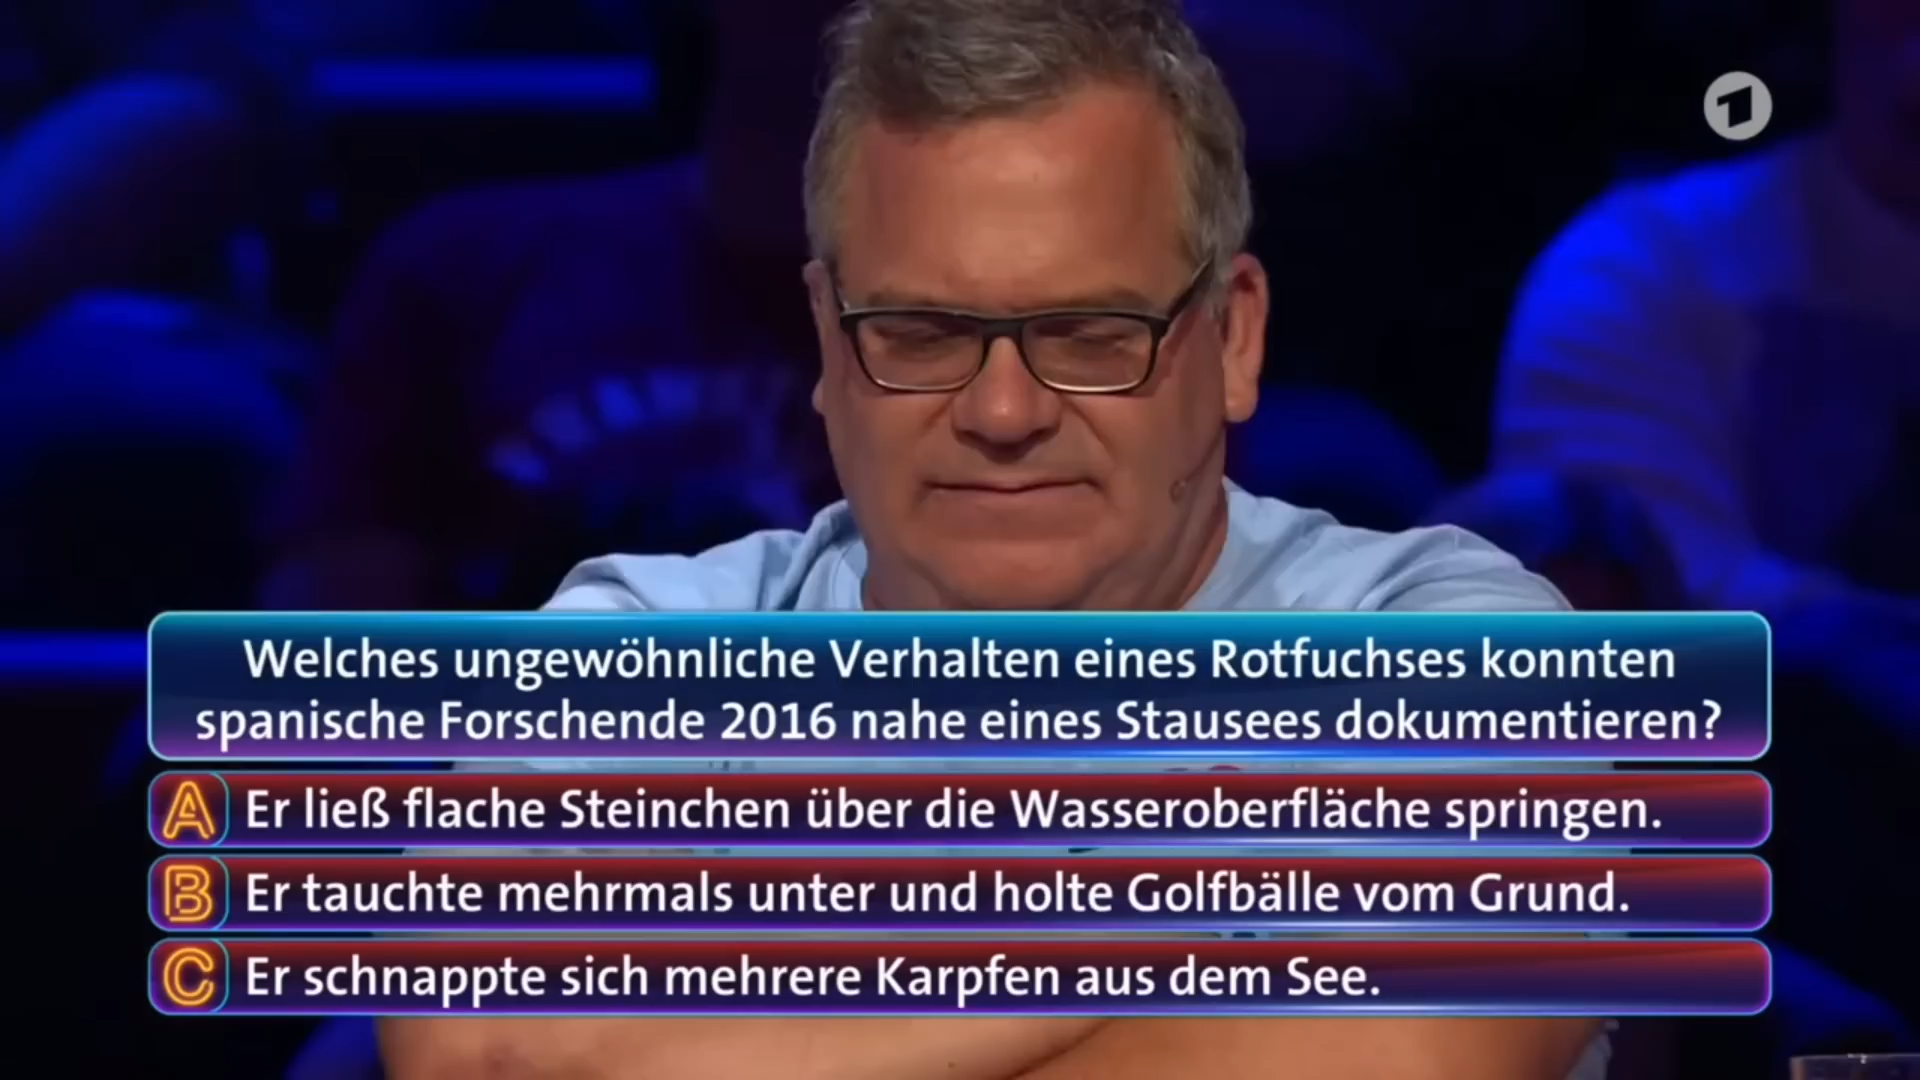 Welches ungewöhnliche Verhalten eines Rotfuchses konnten
spanische Forschende 2016 nahe eines Stausees dokumentieren?
A Er ließ flache Steinchen über die Wasseroberfläche springen.
B Er tauchte mehrmals unter und holte Golfbälle vom Grund.
C Er schnappte sich mehrere Karpfen aus dem See.
1